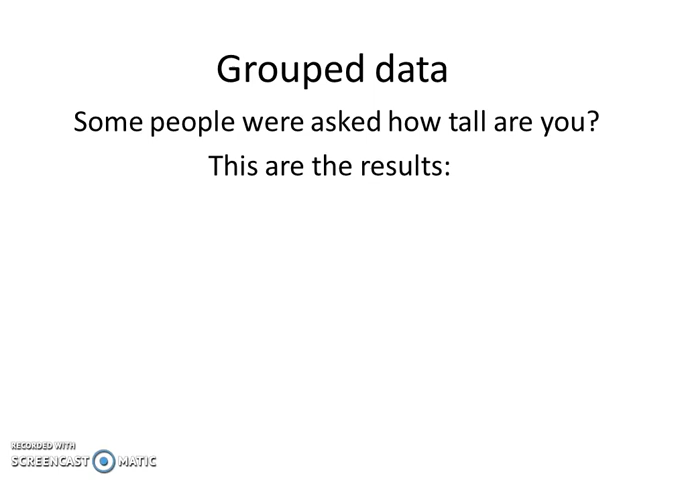 Grouped data
Some people were asked how tall are you?
This are the results:
RECORDED WITH
SCREENCAST MATIC